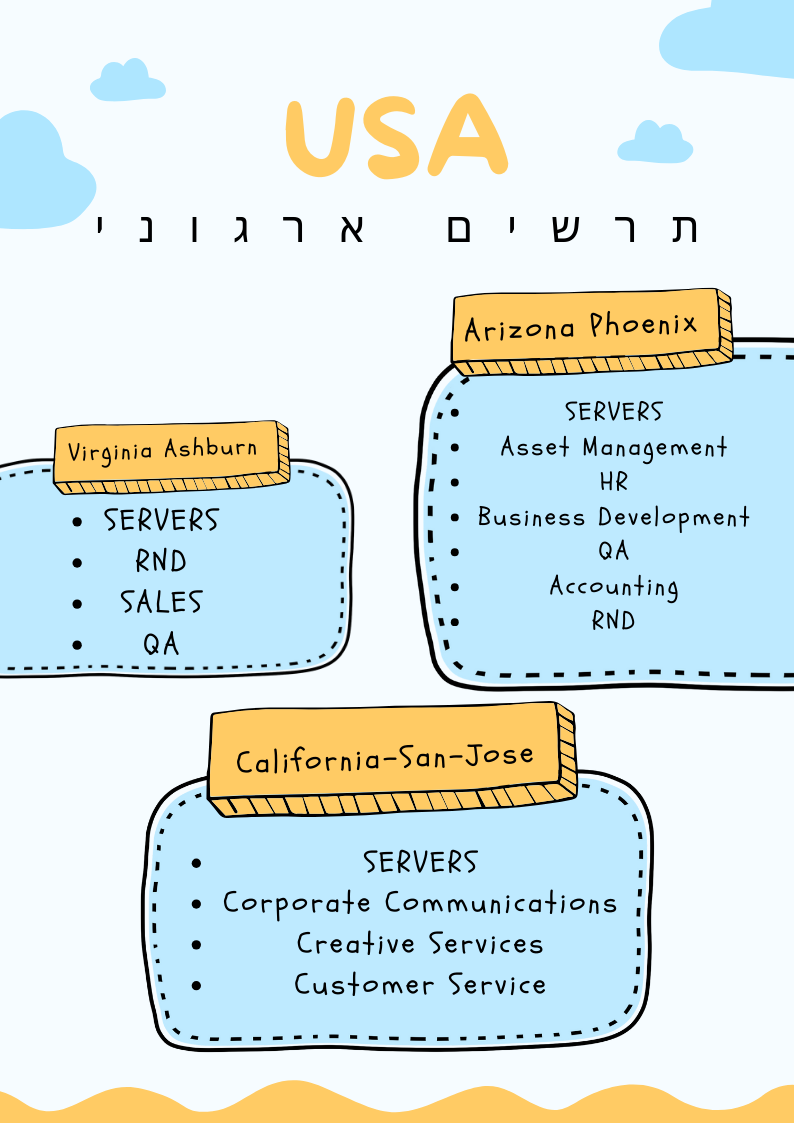 USA
תרשים ארגוני
Arizona Phoenix
• SERVERS
• Asset Management
• HR
• Business Development
• QA
• Accounting
• RND
Virginia Ashburn
• SERVERS
• RND
• SALES
• QA
California-San-Jose
• SERVERS
• Corporate Communications
• Creative Services
• Customer Service